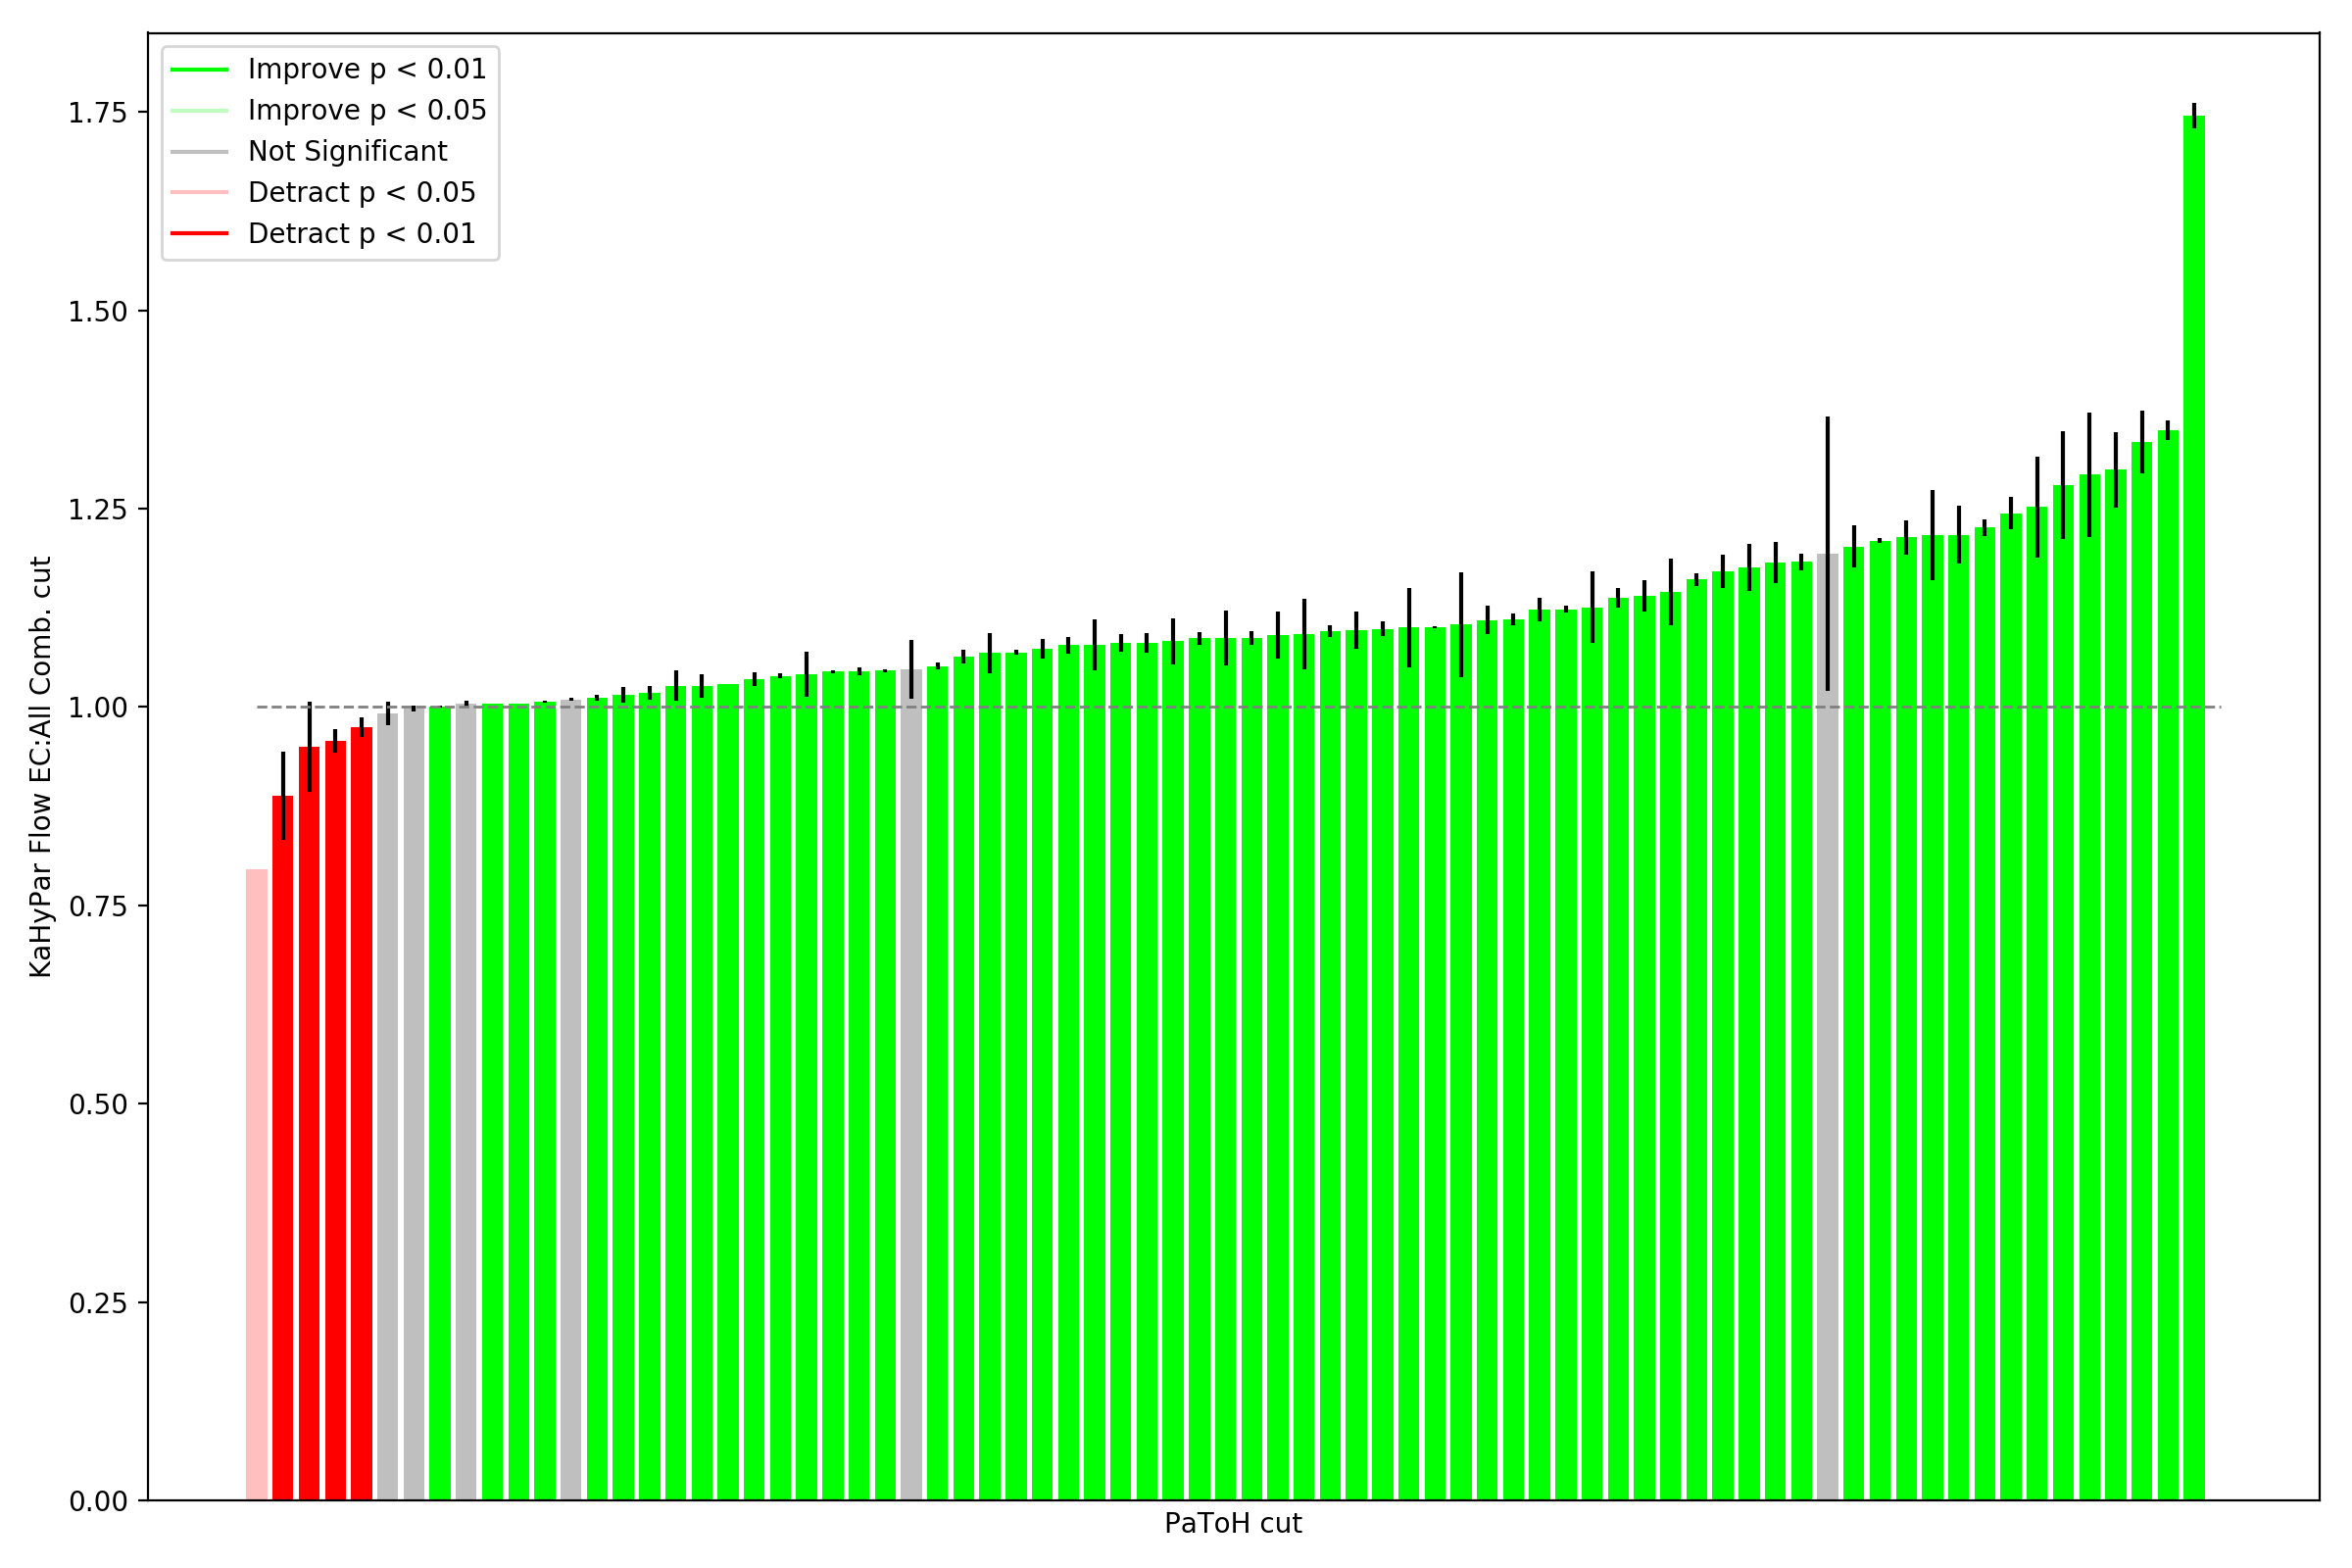 Improve p < 0.01
Improve p < 0.05
Not Significant
Detract p < 0.05
Detract p < 0.01
1.75
1.50
1.25
1.00
0.75
0.50
0.25
0.00
KaHyPar Flow EC:All Comb. cut
PaToH cut